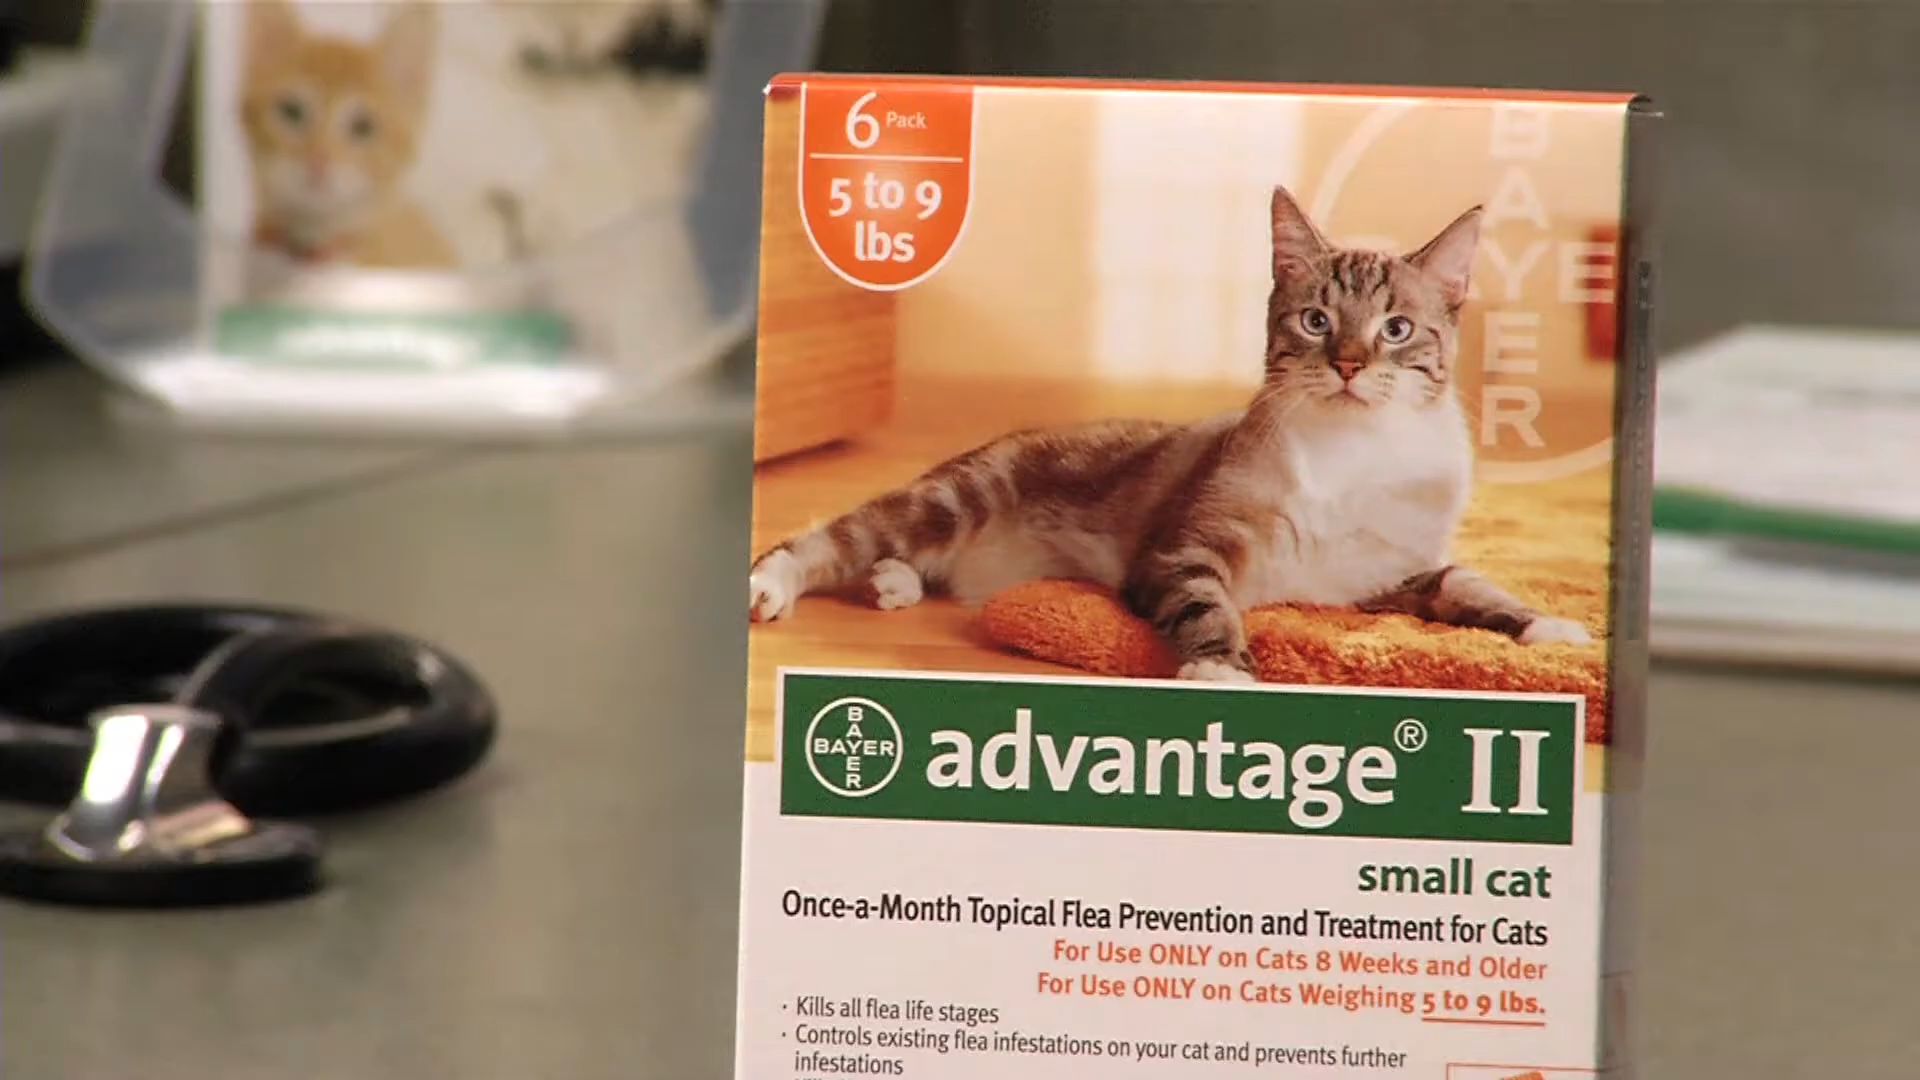 6 Pack
5 to 9
lbs
BAYER
BAYER
BAYER
BAYER
advantage® II
small cat
Once-a-Month Topical Flea Prevention and Treatment for Cats
For Use ONLY on Cats 8 Weeks and Older
For Use ONLY on Cats Weighing 5 to 9 lbs.
· Kills all flea life stages
· Controls existing flea infestations on your cat and prevents further
infestations